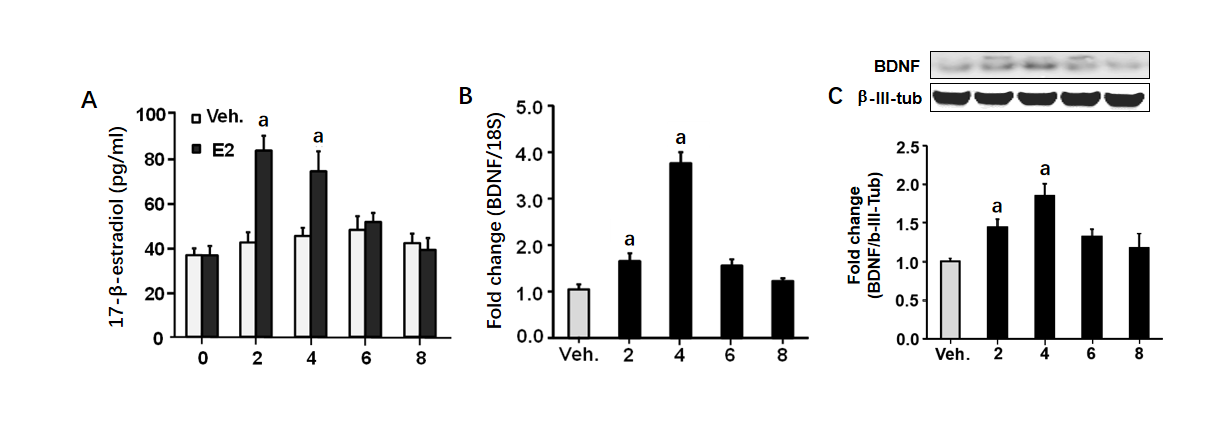 A
17-β-estradiol (pg/ml)
100
80
60
40
20
0
Veh.
E2
a
a
0 2 4 6 8
B
Fold change (BDNF/18S)
5.0
4.0
3.0
2.0
1.0
0.0
a
a
Veh. 2 4 6 8
C
BDNF
β-III-tub
Fold change
(BDNF/b-III-Tub)
2.5
2.0
1.5
1.0
0.5
0.0
a
a
Veh. 2 4 6 8